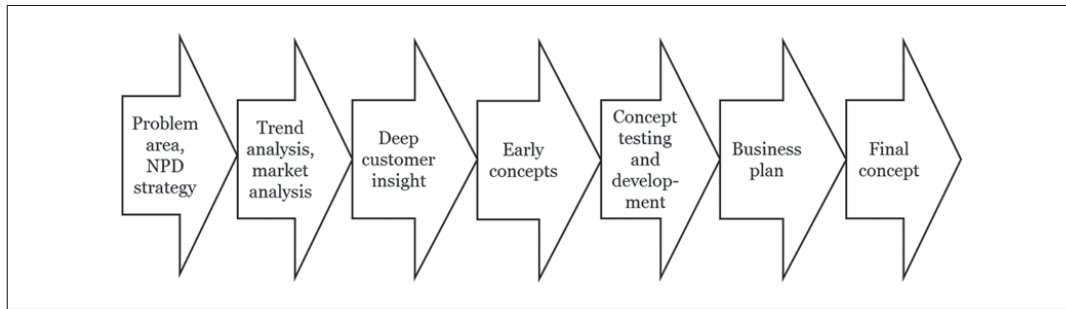 Problem
area,
NPD
strategy
Trend
analysis,
market
analysis
Deep
customer
insight
Early
concepts
Concept
testing
and
develop-
ment
Business
plan
Final
concept